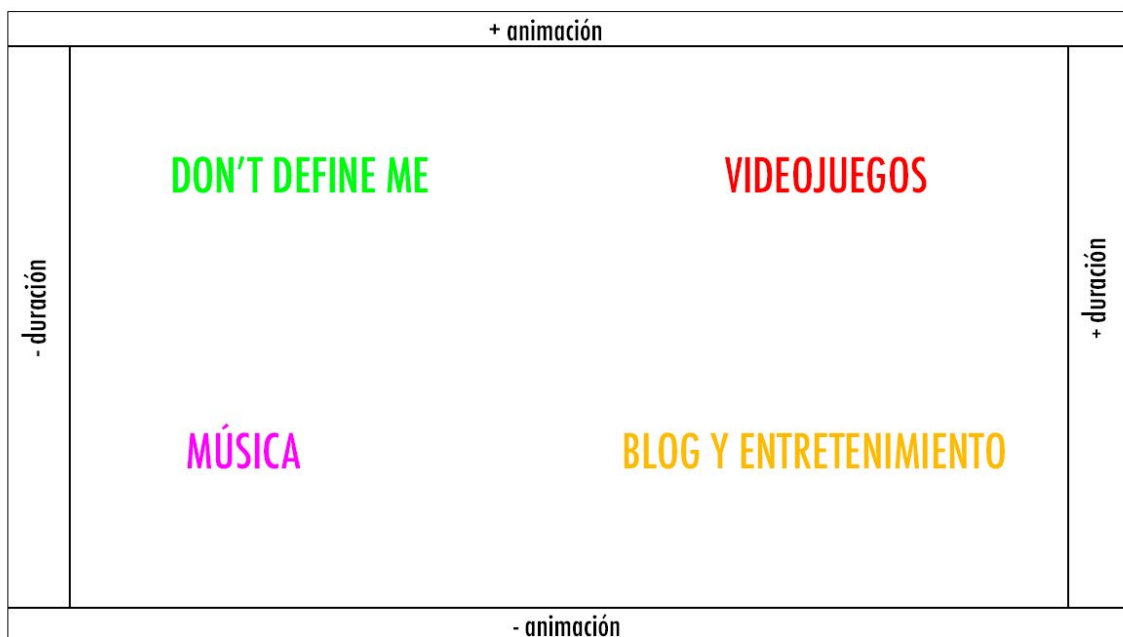 + animación
DON'T DEFINE ME
VIDEOJUEGOS
- duración
+ duración
MÚSICA
BLOG Y ENTRETENIMIENTO
- animación